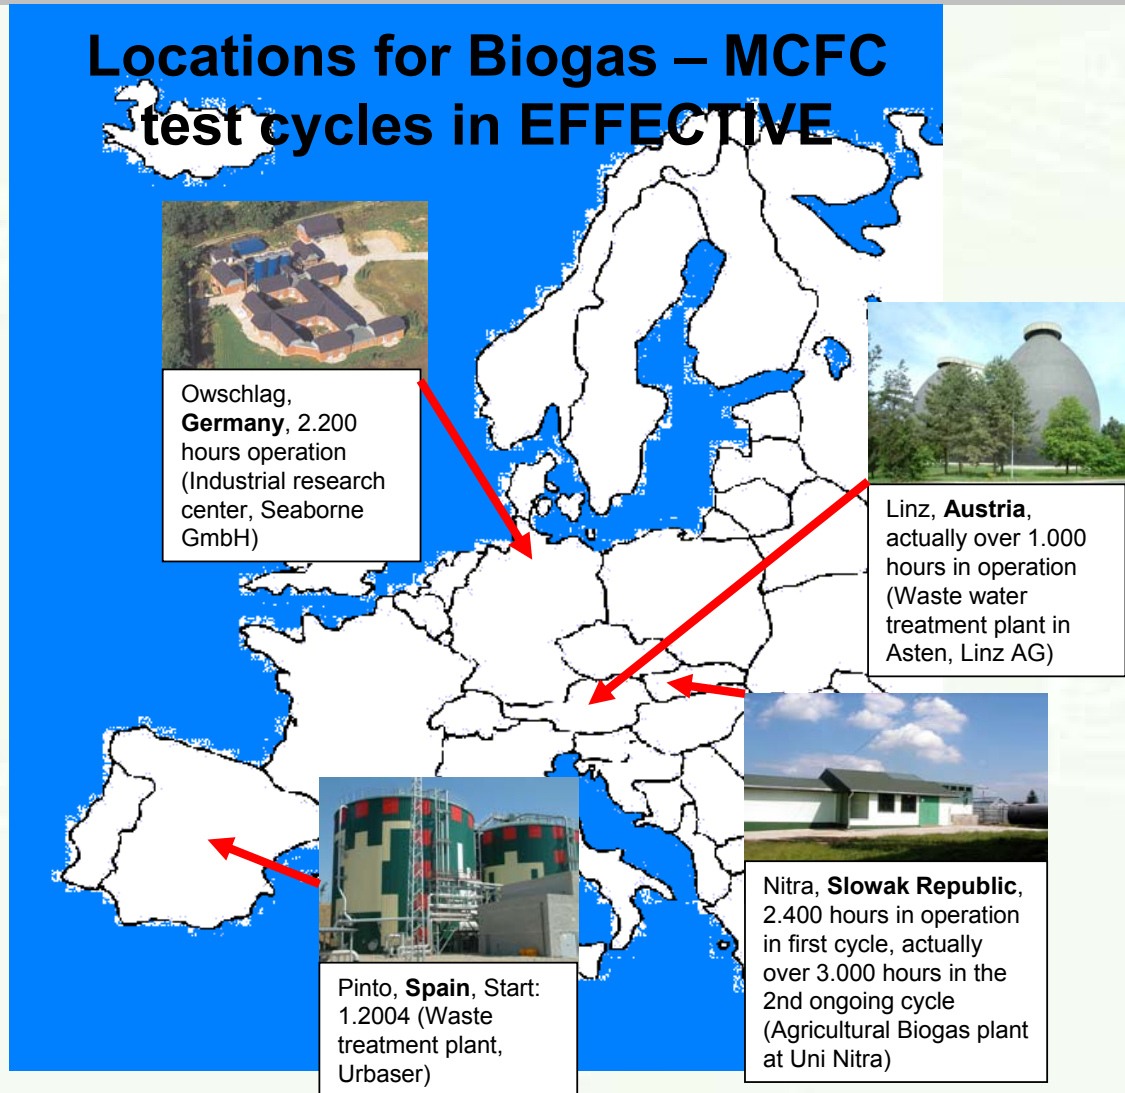 Locations for Biogas – MCFC
test cycles in EFFECTIVE
Owschlag,
Germany, 2.200
hours operation
(Industrial research
center, Seaborne
GmbH)
Linz, Austria,
actually over 1.000
hours in operation
(Waste water
treatment plant in
Asten, Linz AG)
Nitra, Slowak Republic,
2.400 hours in operation
in first cycle, actually
over 3.000 hours in the
2nd ongoing cycle
(Agricultural Biogas plant
at Uni Nitra)
Pinto, Spain, Start:
1.2004 (Waste
treatment plant,
Urbaser)